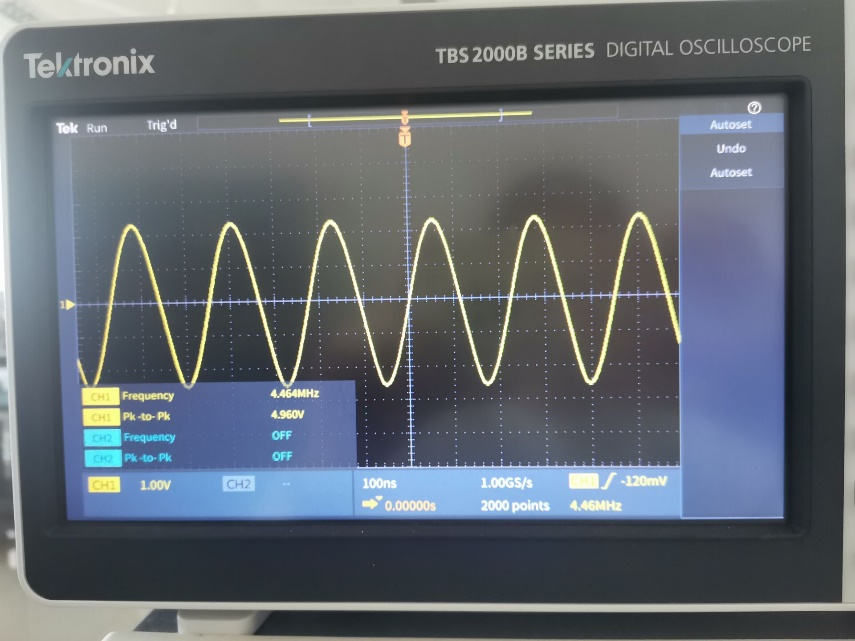 Tektronix
TBS 2000B SERIES DIGITAL OSCILLOSCOPE
Tek Run Trig'd
Autoset
Undo
Autoset
T
1
CH1 Frequency 4.464MHz
CH1 Pk-to-Pk 4.960V
CH2 Frequency OFF
CH2 Pk-to-Pk OFF
CH1 1.00V CH2 -- 100ns 1.00GS/s CH1 -120mV
0.00000s 2000 points 4.46MHz